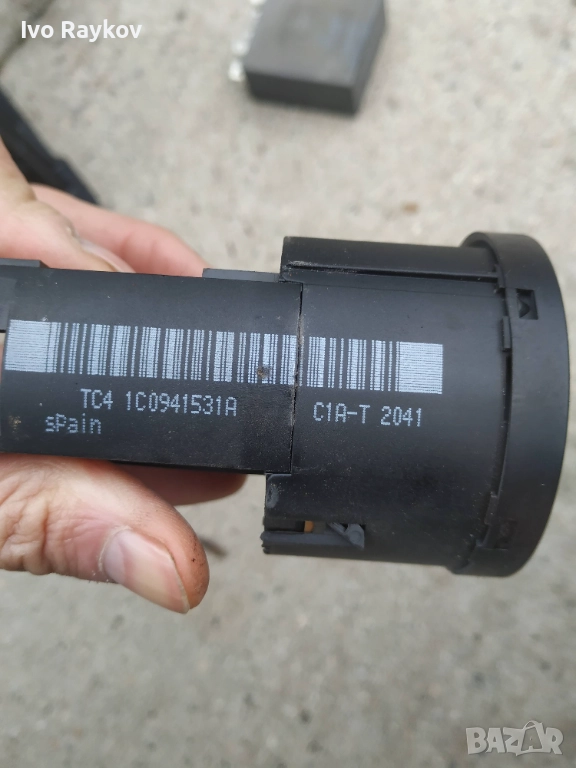 Ivo Raykov
TC4 1C0941531A C1A-T 2041
sPain
BAZAR